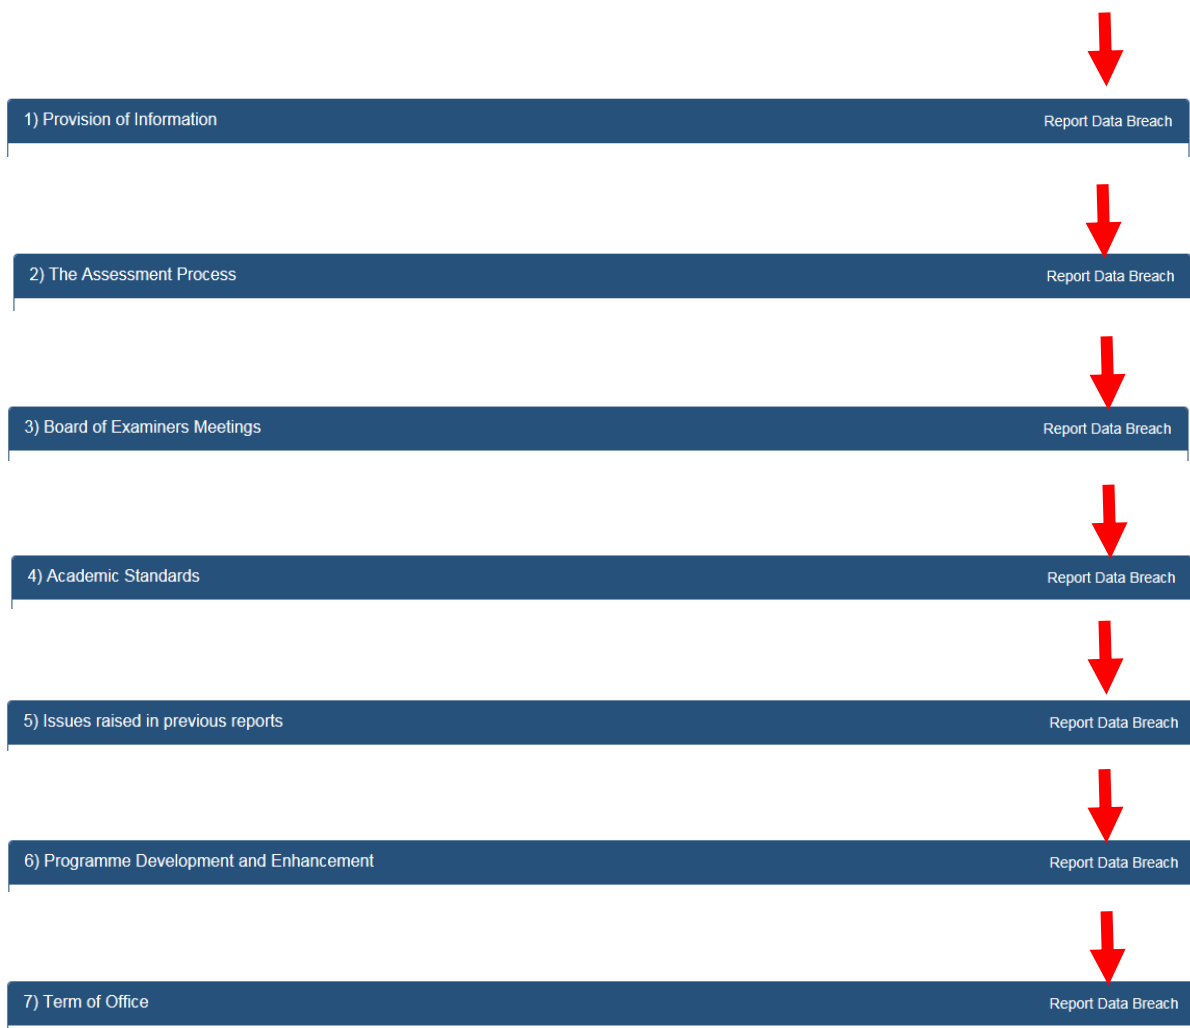 1) Provision of Information Report Data Breach
2) The Assessment Process Report Data Breach
3) Board of Examiners Meetings Report Data Breach
4) Academic Standards Report Data Breach
5) Issues raised in previous reports Report Data Breach
6) Programme Development and Enhancement Report Data Breach
7) Term of Office Report Data Breach